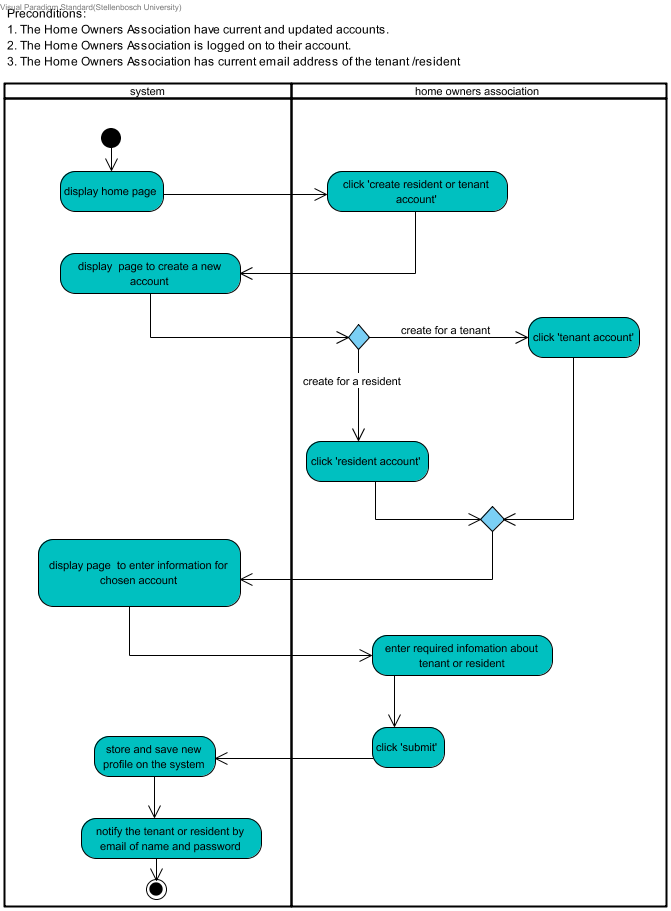 Visual Paradigm Standard(Stellenbosch University)
Preconditions:
1. The Home Owners Association have current and updated accounts.
2. The Home Owners Association is logged on to their account.
3. The Home Owners Association has current email address of the tenant /resident
system
home owners association
display home page
click 'create resident or tenant
account'
display  page to create a new
account
create for a tenant
click 'tenant account'
create for a resident
click 'resident account'
display page  to enter information for
chosen account
enter required infomation about
tenant or resident
click 'submit'
store and save new
profile on the system
notify the tenant or resident by
email of name and password